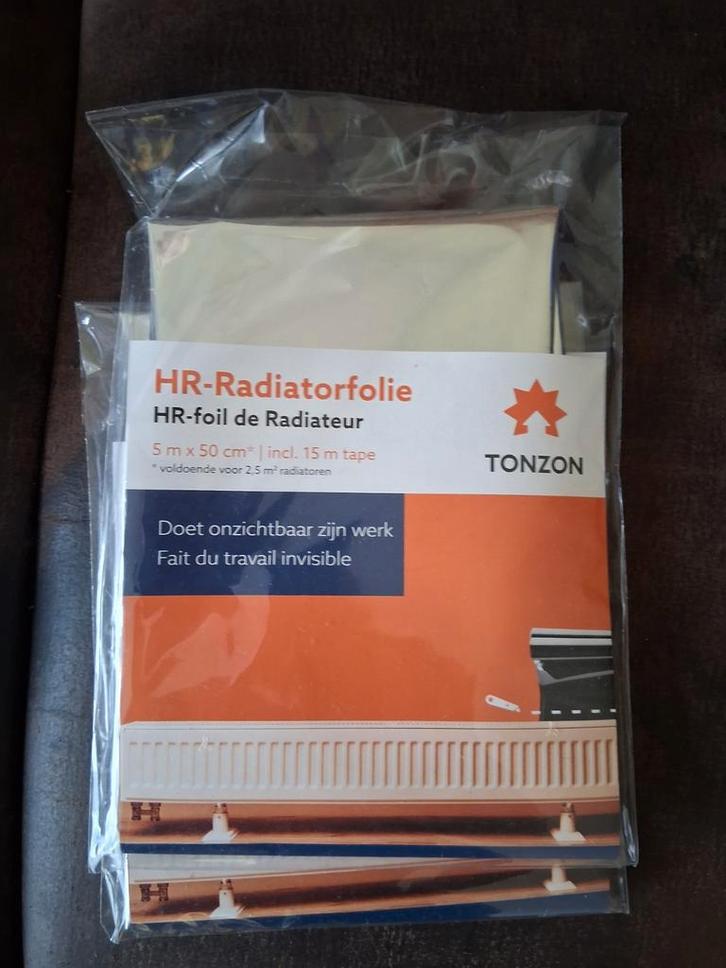 HR-Radiatorfolie
HR-foil de Radiateur
5 m x 50 cm* | incl. 15 m tape
* voldoende voor 2,5 m² radiatoren
TONZON
Doet onzichtbaar zijn werk
Fait du travail invisible